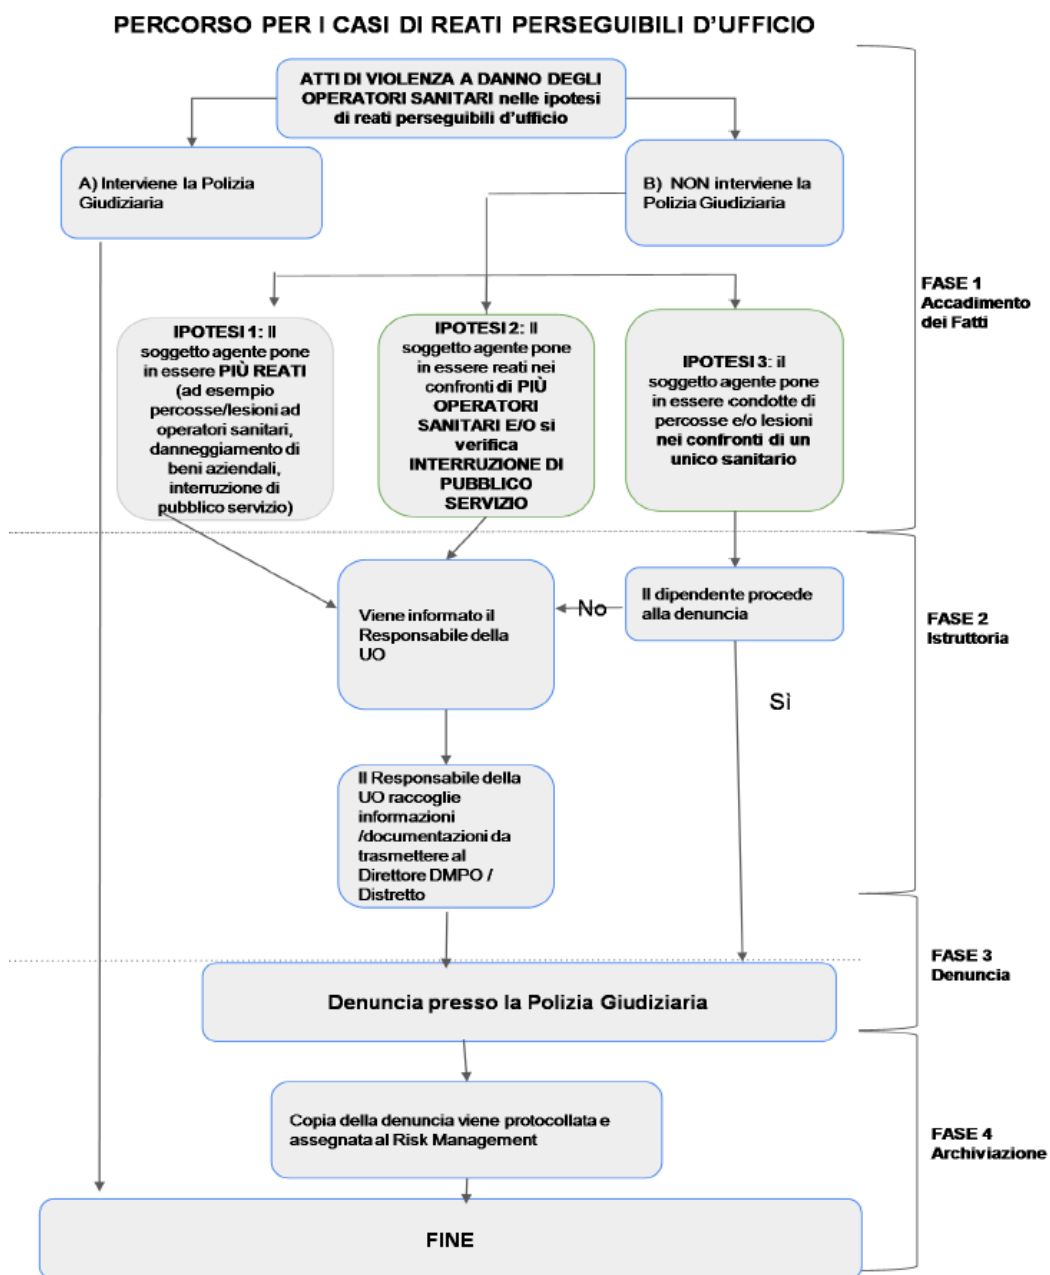 PERCORSO PER I CASI DI REATI PERSEGUIBILI D'UFFICIO
ATTI DI VIOLENZA A DANNO DEGLI
OPERATORI SANITARI nelle ipotesi
di reati perseguibili d'ufficio
A) Interviene la Polizia
Giudiziaria
B) NON interviene la
Polizia Giudiziaria
FASE 1
Accadimento
dei Fatti
IPOTESI 1: Il
soggetto agente pone
in essere PIÙ REATI
(ad esempio
percosse/lesioni ad
operatori sanitari,
danneggiamento di
beni aziendali,
interruzione di
pubblico servizio)
IPOTESI 2: Il
soggetto agente pone
in essere reati nei
confronti di PIÙ
OPERATORI
SANITARI E/O si
verifica
INTERRUZIONE DI
PUBBLICO
SERVIZIO
IPOTESI 3: il
soggetto agente pone
in essere condotte di
percosse e/o lesioni
nei confronti di un
unico sanitario
Viene informato il
Responsabile della
UO
No
Il dipendente procede
alla denuncia
FASE 2
Istruttoria
Sì
Il Responsabile della
UO raccoglie
informazioni
/documentazioni da
trasmettere al
Direttore DMPO /
Distretto
FASE 3
Denuncia
Denuncia presso la Polizia Giudiziaria
Copia della denuncia viene protocollata e
assegnata al Risk Management
FASE 4
Archiviazione
FINE